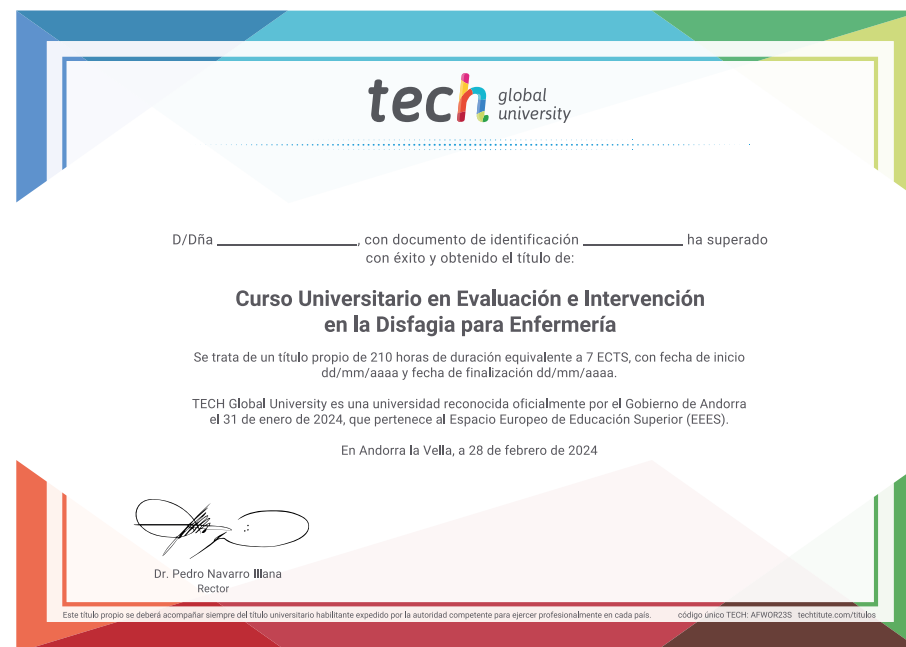 tech global university
D/Dña ____________________, con documento de identificación ______________ ha superado
con éxito y obtenido el título de:
Curso Universitario en Evaluación e Intervención
en la Disfagia para Enfermería
Se trata de un título propio de 210 horas de duración equivalente a 7 ECTS, con fecha de inicio
dd/mm/aaaa y fecha de finalización dd/mm/aaaa.
TECH Global University es una universidad reconocida oficialmente por el Gobierno de Andorra
el 31 de enero de 2024, que pertenece al Espacio Europeo de Educación Superior (EEES).
En Andorra la Vella, a 28 de febrero de 2024
Dr. Pedro Navarro Illana
Rector
Este título propio se deberá acompañar siempre del título universitario habilitante expedido por la autoridad competente para ejercer profesionalmente en cada país. código único TECH: AFWOR23S techtitute.com/titulos